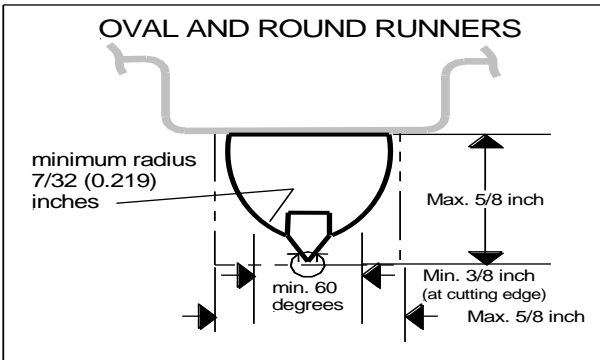 OVAL AND ROUND RUNNERS
minimum radius
7/32 (0.219)
inches
Max. 5/8 inch
min. 60
degrees
Min. 3/8 inch
(at cutting edge)
Max. 5/8 inch